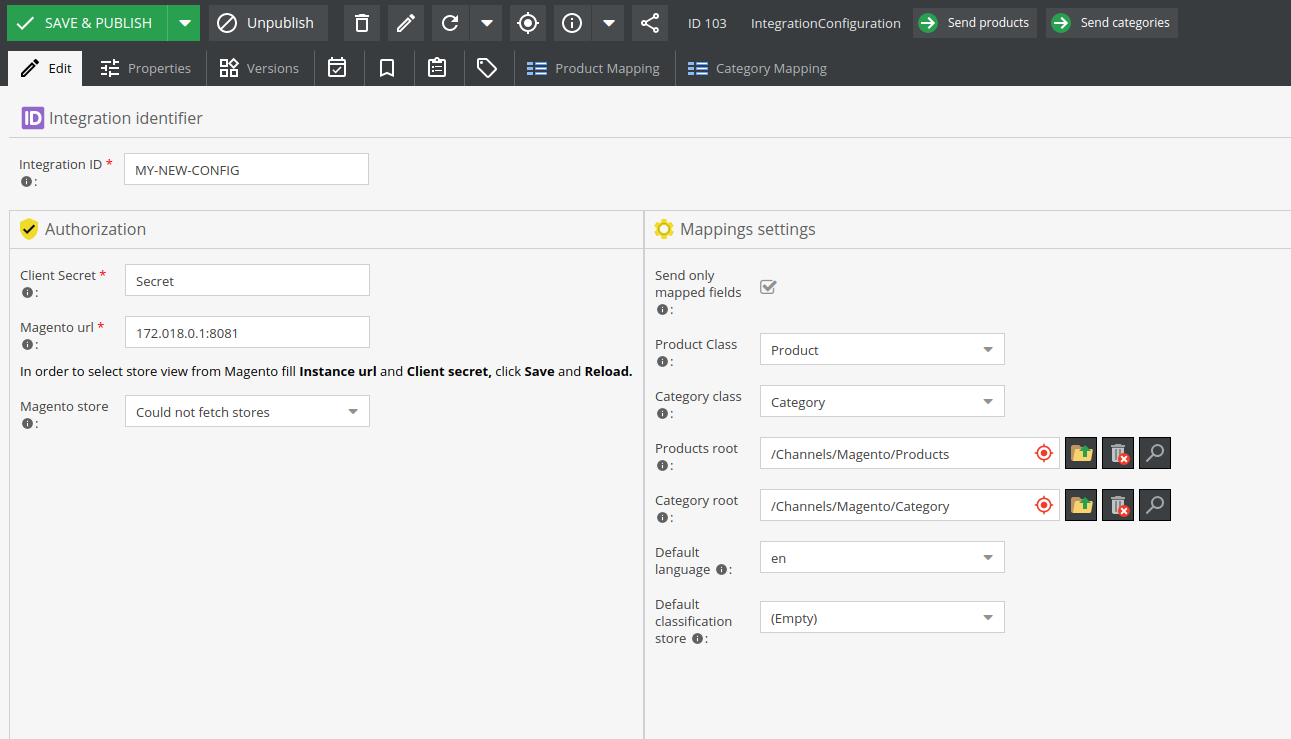 SAVE & PUBLISH Unpublish ID 103 IntegrationConfiguration Send products Send categories
Edit Properties Versions Product Mapping Category Mapping
ID Integration identifier
Integration ID *
:
MY-NEW-CONFIG
Authorization
Client Secret *
:
Secret
Magento url *
:
172.018.0.1:8081
In order to select store view from Magento fill Instance url and Client secret, click Save and Reload.
Magento store
:
Could not fetch stores
Mappings settings
Send only
mapped fields
:
Product Class
:
Product
Category class
:
Category
Products root
:
/Channels/Magento/Products
Category root
:
/Channels/Magento/Category
Default
language :
en
Default
classification
store :
(Empty)